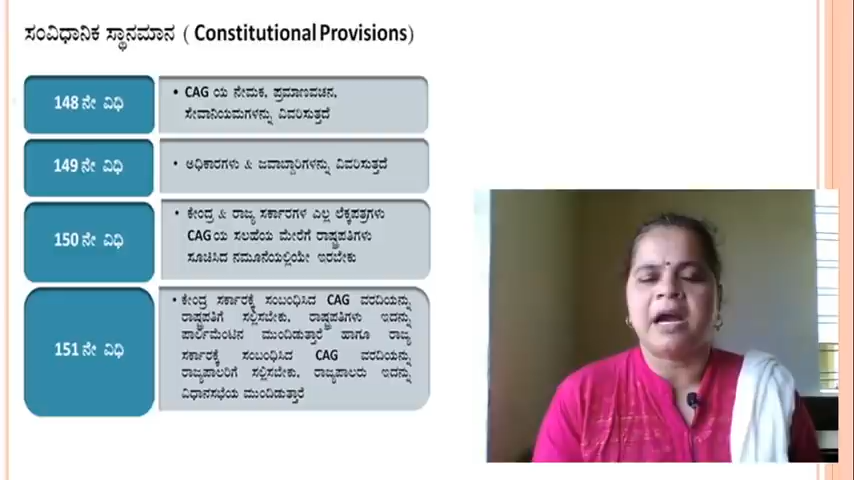 ಸಂವಿಧಾನಿಕ ಸ್ಥಾನಮಾನ ( Constitutional Provisions)
148 ನೇ ವಿಧಿ
• CAG ಯ ನೇಮಕ, ಪ್ರಮಾಣವಚನ,
ಸೇವಾನಿಯಮಗಳನ್ನು ವಿವರಿಸುತ್ತದೆ
149 ನೇ ವಿಧಿ
• ಅಧಿಕಾರಗಳು & ಜವಾಬ್ದಾರಿಗಳನ್ನು ವಿವರಿಸುತ್ತದೆ
150 ನೇ ವಿಧಿ
• ಕೇಂದ್ರ & ರಾಜ್ಯ ಸರ್ಕಾರಗಳ ಎಲ್ಲ ಲೆಕ್ಕಪತ್ರಗಳು
CAG ಯ ಸಲಹೆಯ ಮೇರೆಗೆ ರಾಷ್ಟ್ರಪತಿಗಳು
ಸೂಚಿಸಿದ ನಮೂನೆಯಲ್ಲಿಯೇ ಇರಬೇಕು
151 ನೇ ವಿಧಿ
• ಕೇಂದ್ರ ಸರ್ಕಾರಕ್ಕೆ ಸಂಬಂಧಿಸಿದ CAG ವರದಿಯನ್ನು
ರಾಷ್ಟ್ರಪತಿಗೆ ಸಲ್ಲಿಸಬೇಕು, ರಾಷ್ಟ್ರಪತಿಗಳು ಇದನ್ನು
ಪಾರ್ಲಿಮೆಂಟಿನ ಮುಂದಿಡುತ್ತಾರೆ ಹಾಗೂ ರಾಜ್ಯ
ಸರ್ಕಾರಕ್ಕೆ ಸಂಬಂಧಿಸಿದ CAG ವರದಿಯನ್ನು
ರಾಜ್ಯಪಾಲರಿಗೆ ಸಲ್ಲಿಸಬೇಕು, ರಾಜ್ಯಪಾಲರು ಇದನ್ನು
ವಿಧಾನಸಭೆಯ ಮುಂದಿಡುತ್ತಾರೆ